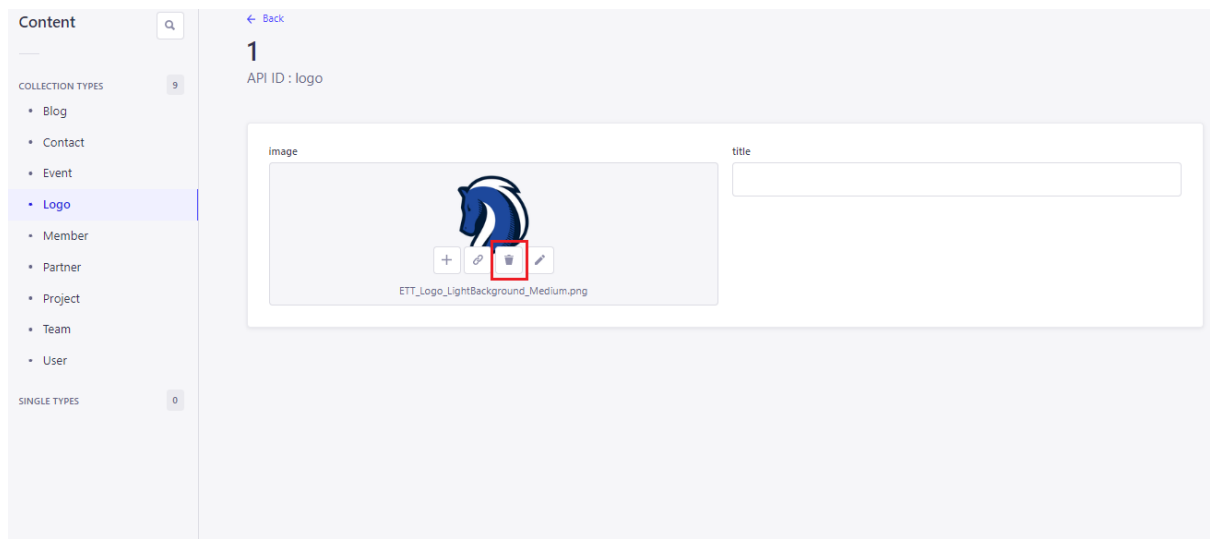 Content
COLLECTION TYPES 9
Blog
Contact
Event
Logo
Member
Partner
Project
Team
User
SINGLE TYPES 0
← Back
1
API ID : logo
image
ETT_Logo_LightBackground_Medium.png
title